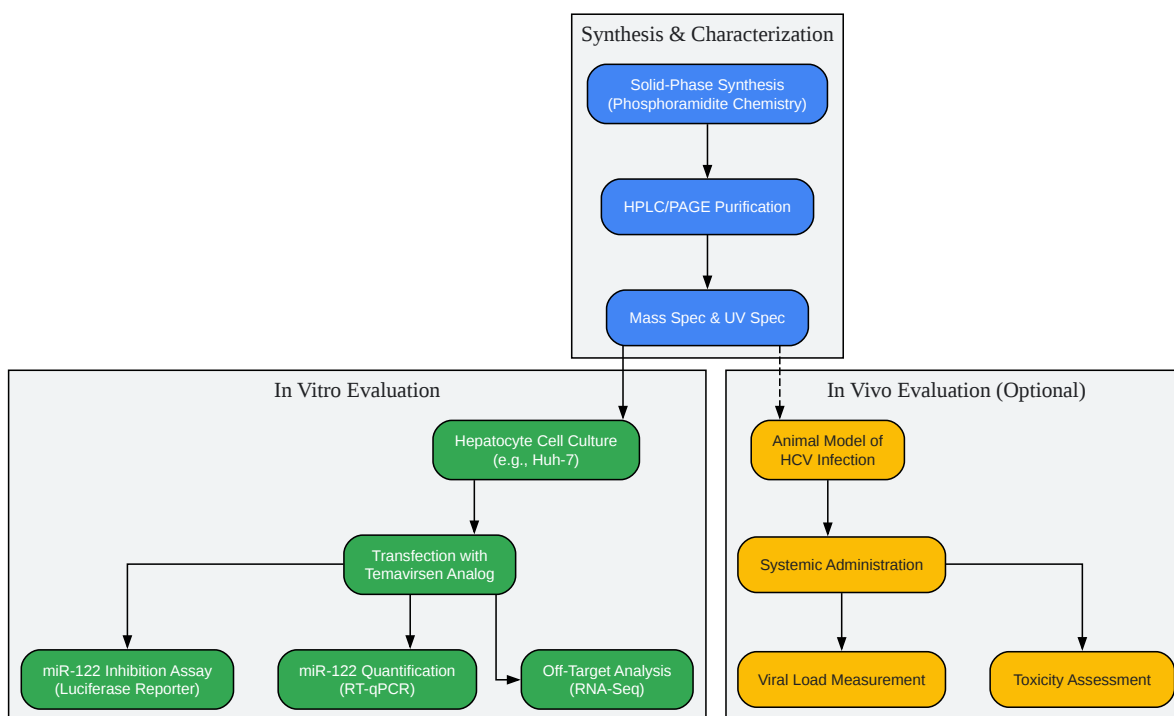 Synthesis & Characterization
Solid-Phase Synthesis
(Phosphoramidite Chemistry)
HPLC/PAGE Purification
Mass Spec & UV Spec
In Vitro Evaluation
Hepatocyte Cell Culture
(e.g., Huh-7)
Transfection with
Temavirsen Analog
miR-122 Inhibition Assay
(Luciferase Reporter)
miR-122 Quantification
(RT-qPCR)
Off-Target Analysis
(RNA-Seq)
In Vivo Evaluation (Optional)
Animal Model of
HCV Infection
Systemic Administration
Viral Load Measurement
Toxicity Assessment